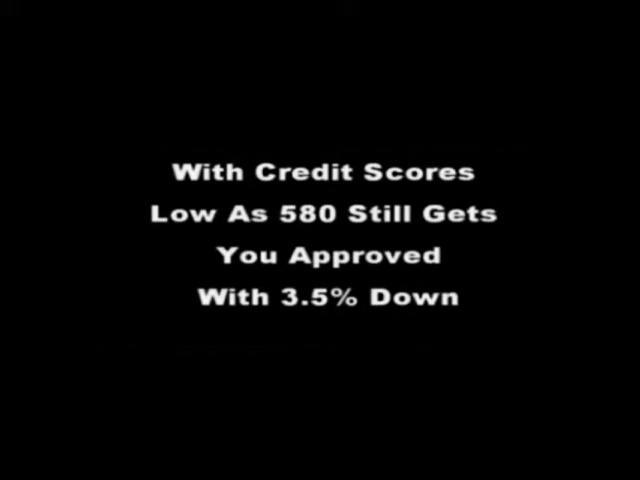 With Credit Scores
Low As 580 Still Gets
You Approved
With 3.5% Down